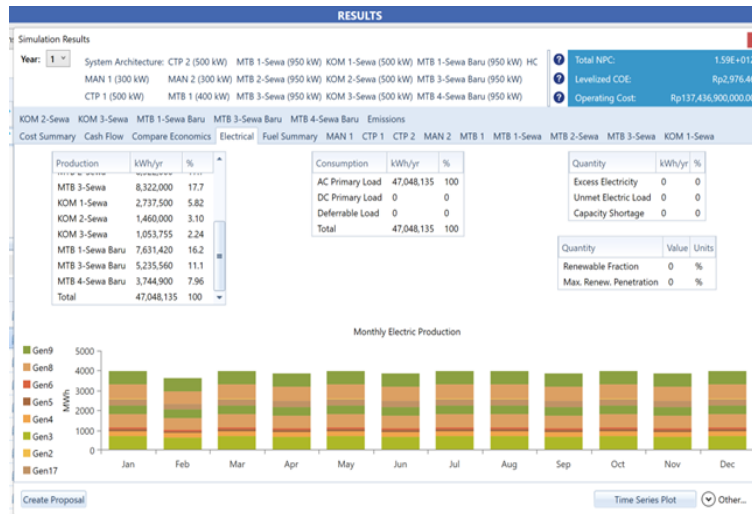 RESULTS
Simulation Results
Year: 1
System Architecture: CTP 2 (500 kW) MTB 1-Sewa (950 kW) KOM 1-Sewa (500 kW) MTB 1-Sewa Baru (950 kW) HC
MAN 1 (300 kW) MAN 2 (300 kW) MTB 2-Sewa (950 kW) KOM 2-Sewa (500 kW) MTB 3-Sewa Baru (950 kW)
CTP 1 (500 kW) MTB 1 (400 kW) MTB 3-Sewa (950 kW) KOM 3-Sewa (500 kW) MTB 4-Sewa Baru (950 kW)
Total NPC: 1.59E+012
Levelized COE: Rp2,976.4
Operating Cost: Rp137,436,900,000.0
KOM 2-Sewa KOM 3-Sewa MTB 1-Sewa Baru MTB 3-Sewa Baru MTB 4-Sewa Baru Emissions
Cost Summary Cash Flow Compare Economics Electrical Fuel Summary MAN 1 CTP 1 CTP 2 MAN 2 MTB 1 MTB 1-Sewa MTB 2-Sewa MTB 3-Sewa KOM 1-Sewa
Production kWh/yr %
MTB 3-Sewa 8,322,000 17.7
KOM 1-Sewa 2,737,500 5.82
KOM 2-Sewa 1,460,000 3.10
KOM 3-Sewa 1,053,755 2.24
MTB 1-Sewa Baru 7,631,420 16.2
MTB 3-Sewa Baru 5,235,560 11.1
MTB 4-Sewa Baru 3,744,900 7.96
Total 47,048,135 100
Consumption kWh/yr %
AC Primary Load 47,048,135 100
DC Primary Load 0 0
Deferrable Load 0 0
Total 47,048,135 100
Quantity kWh/yr %
Excess Electricity 0 0
Unmet Electric Load 0 0
Capacity Shortage 0 0
Quantity Value Units
Renewable Fraction 0 %
Max. Renew. Penetration 0 %
Monthly Electric Production
Gen9
Gen8
Gen6
Gen5
Gen4
Gen3
Gen2
Gen17
MWh
5000
4000
3000
2000
1000
0
Jan Feb Mar Apr May Jun Jul Aug Sep Oct Nov Dec
Create Proposal
Time Series Plot
Other...